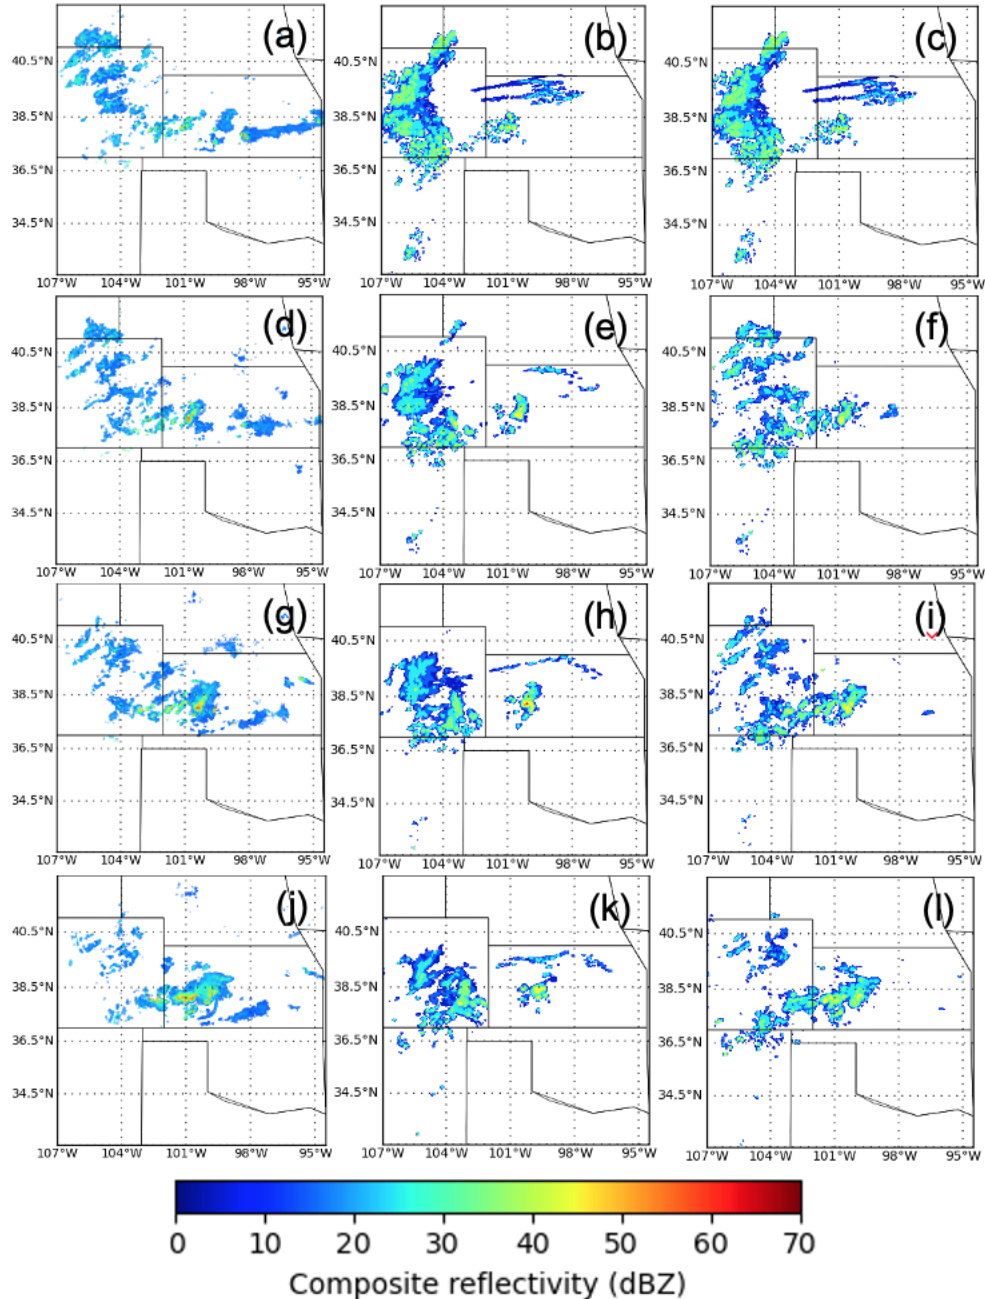 (a) (b) (c)
40.5°N 40.5°N 40.5°N
38.5°N 38.5°N 38.5°N
36.5°N 36.5°N 36.5°N
34.5°N 34.5°N 34.5°N
107°W 104°W 101°W 98°W 95°W 107°W 104°W 101°W 98°W 95°W 107°W 104°W 101°W 98°W 95°W
(d) (e) (f)
40.5°N 40.5°N 40.5°N
38.5°N 38.5°N 38.5°N
36.5°N 36.5°N 36.5°N
34.5°N 34.5°N 34.5°N
107°W 104°W 101°W 98°W 95°W 107°W 104°W 101°W 98°W 95°W 107°W 104°W 101°W 98°W 95°W
(g) (h) (i)
40.5°N 40.5°N 40.5°N
38.5°N 38.5°N 38.5°N
36.5°N 36.5°N 36.5°N
34.5°N 34.5°N 34.5°N
107°W 104°W 101°W 98°W 95°W 107°W 104°W 101°W 98°W 95°W 107°W 104°W 101°W 98°W 95°W
(j) (k) (l)
40.5°N 40.5°N 40.5°N
38.5°N 38.5°N 38.5°N
36.5°N 36.5°N 36.5°N
34.5°N 34.5°N 34.5°N
107°W 104°W 101°W 98°W 95°W 107°W 104°W 101°W 98°W 95°W 107°W 104°W 101°W 98°W 95°W
0 10 20 30 40 50 60 70
Composite reflectivity (dBZ)